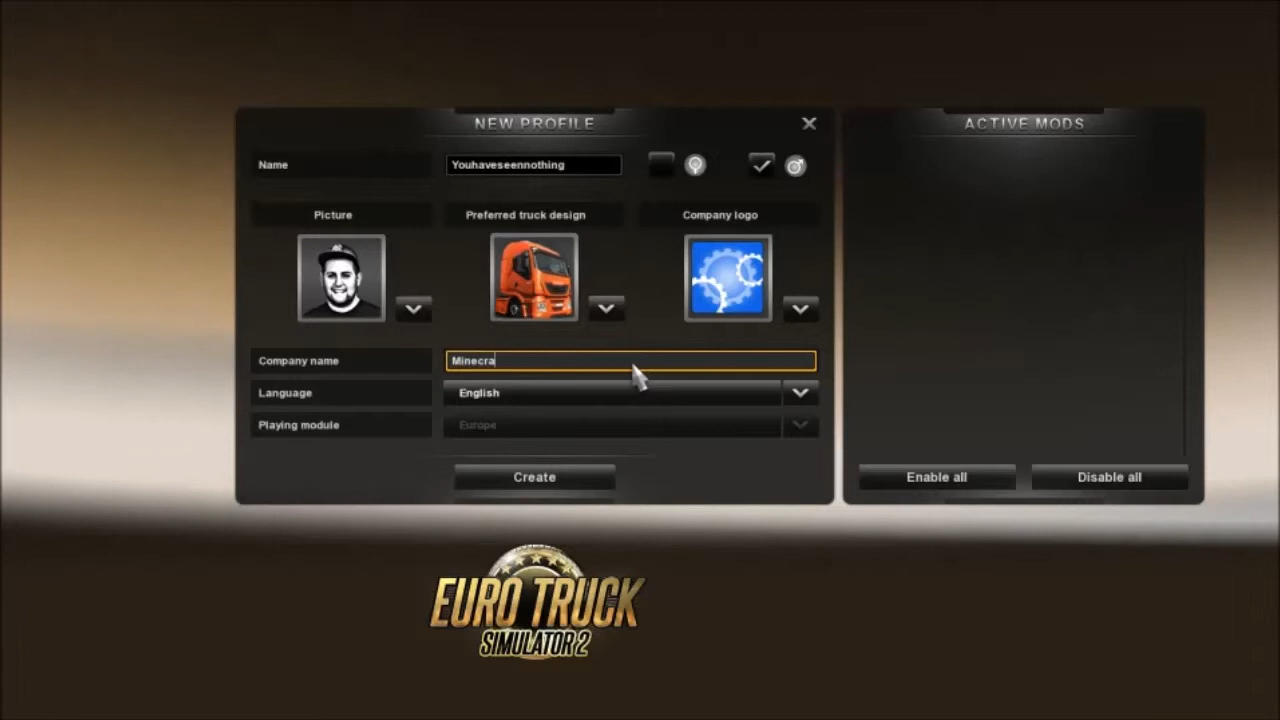 NEW PROFILE
Name
Youhaveseennothing
Picture
Preferred truck design
Company logo
Company name
Minecra
Language
English
Playing module
Europe
Create
ACTIVE MODS
Enable all
Disable all
EURO TRUCK
SIMULATOR 2